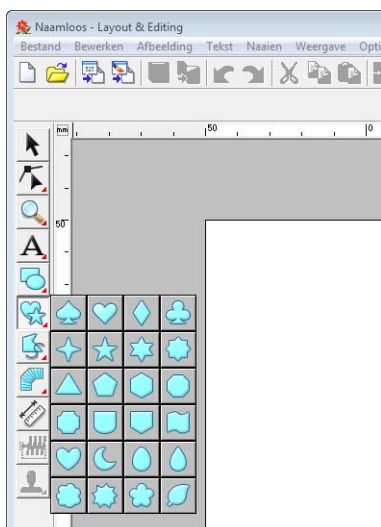 Naamloos - Layout & Editing
Bestand Bewerken Afbeelding Tekst Naaien Weergave Opti
mm 50 0
50
A